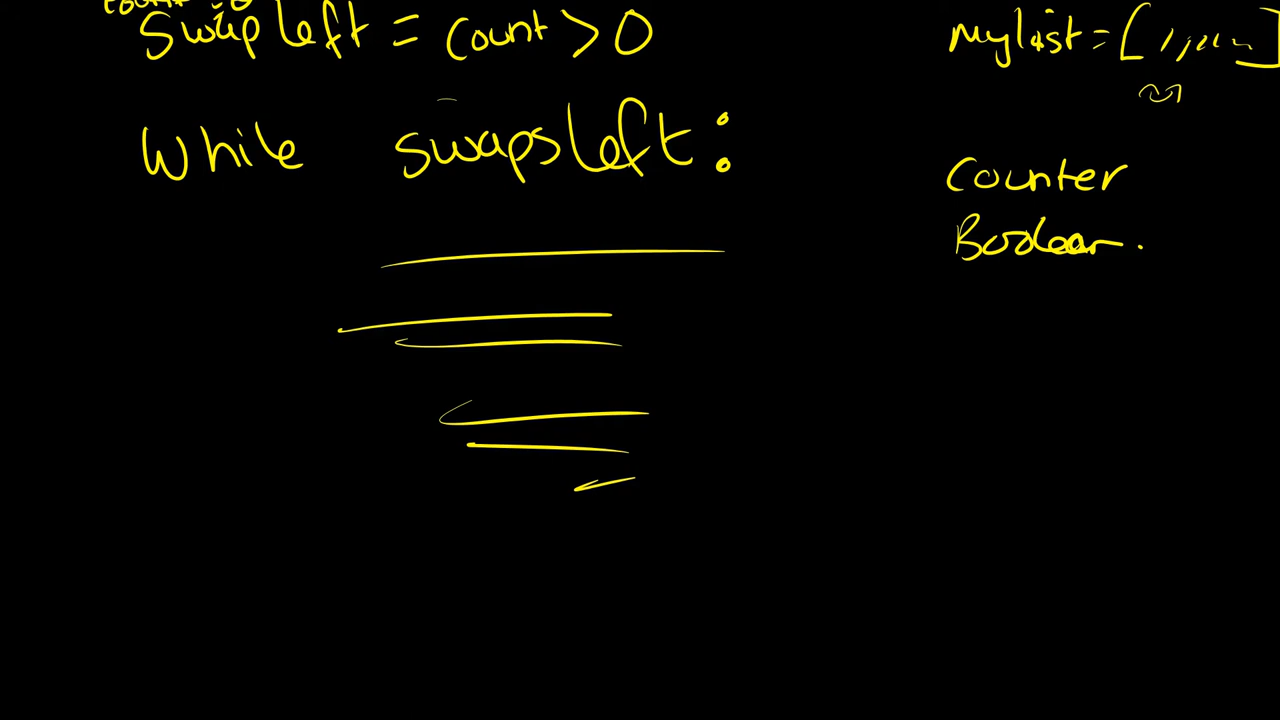 Swapleft = count > 0
mylist = [
While swapsleft:
Counter
Boolean.